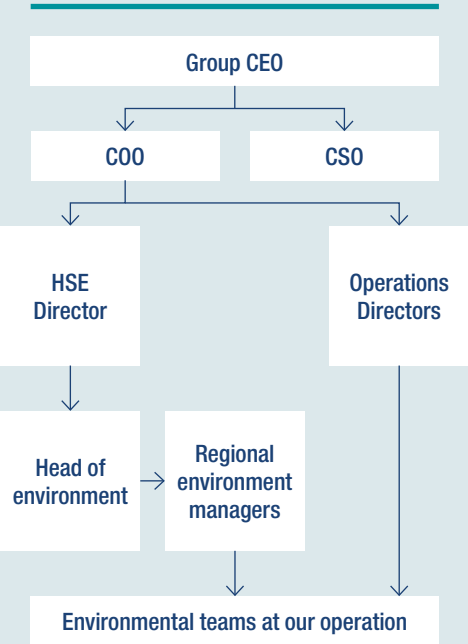 Group CEO
COO
CSO
HSE
Director
Operations
Directors
Head of
environment
Regional
environment
managers
Environmental teams at our operation